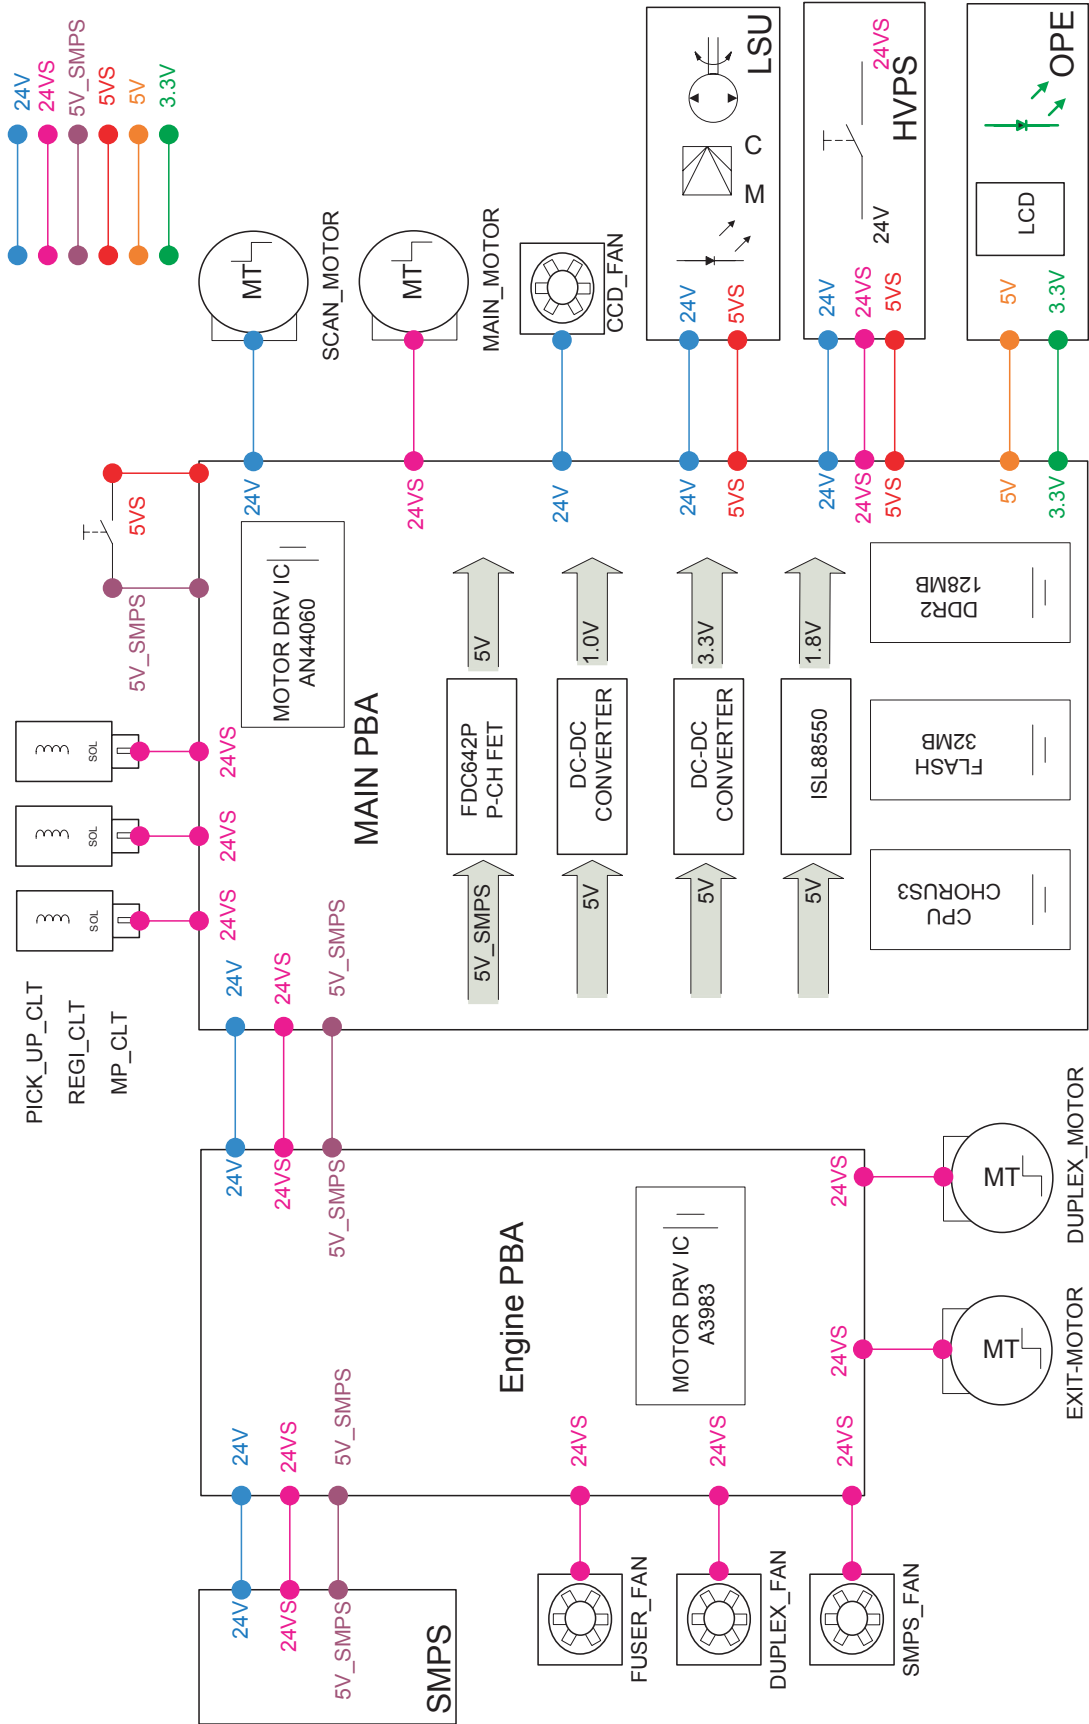 24V
24VS
5V_SMPS
5VS
5V
3.3V
SMPS
24V
24VS
5V_SMPS
24V
24VS
5V_SMPS
Engine PBA
MOTOR DRV IC
A3983
24V
24VS
5V_SMPS
24VS
24VS
24VS
24VS
24VS
FUSER_FAN
DUPLEX_FAN
SMPS_FAN
MT
EXIT-MOTOR
MT
DUPLEX_MOTOR
PICK_UP_CLT
REGI_CLT
MP_CLT
SOL
SOL
SOL
24VS
24VS
24VS
5V_SMPS
5VS
24V
24VS
5V_SMPS
MAIN PBA
MOTOR DRV IC
AN44060
5V_SMPS
FDC642P
P-CH FET
5V
5V
DC-DC
CONVERTER
1.0V
5V
DC-DC
CONVERTER
3.3V
5V
ISL88550
1.8V
CPU
CHORUS3
FLASH
32MB
DDR2
128MB
24V
24VS
24V
24V
5VS
24V
24VS
5VS
5V
3.3V
MT
SCAN_MOTOR
MT
MAIN_MOTOR
CCD_FAN
24V
5VS
M
C
LSU
24V
24VS
5VS
24V
24VS
HVPS
5V
3.3V
LCD
OPE